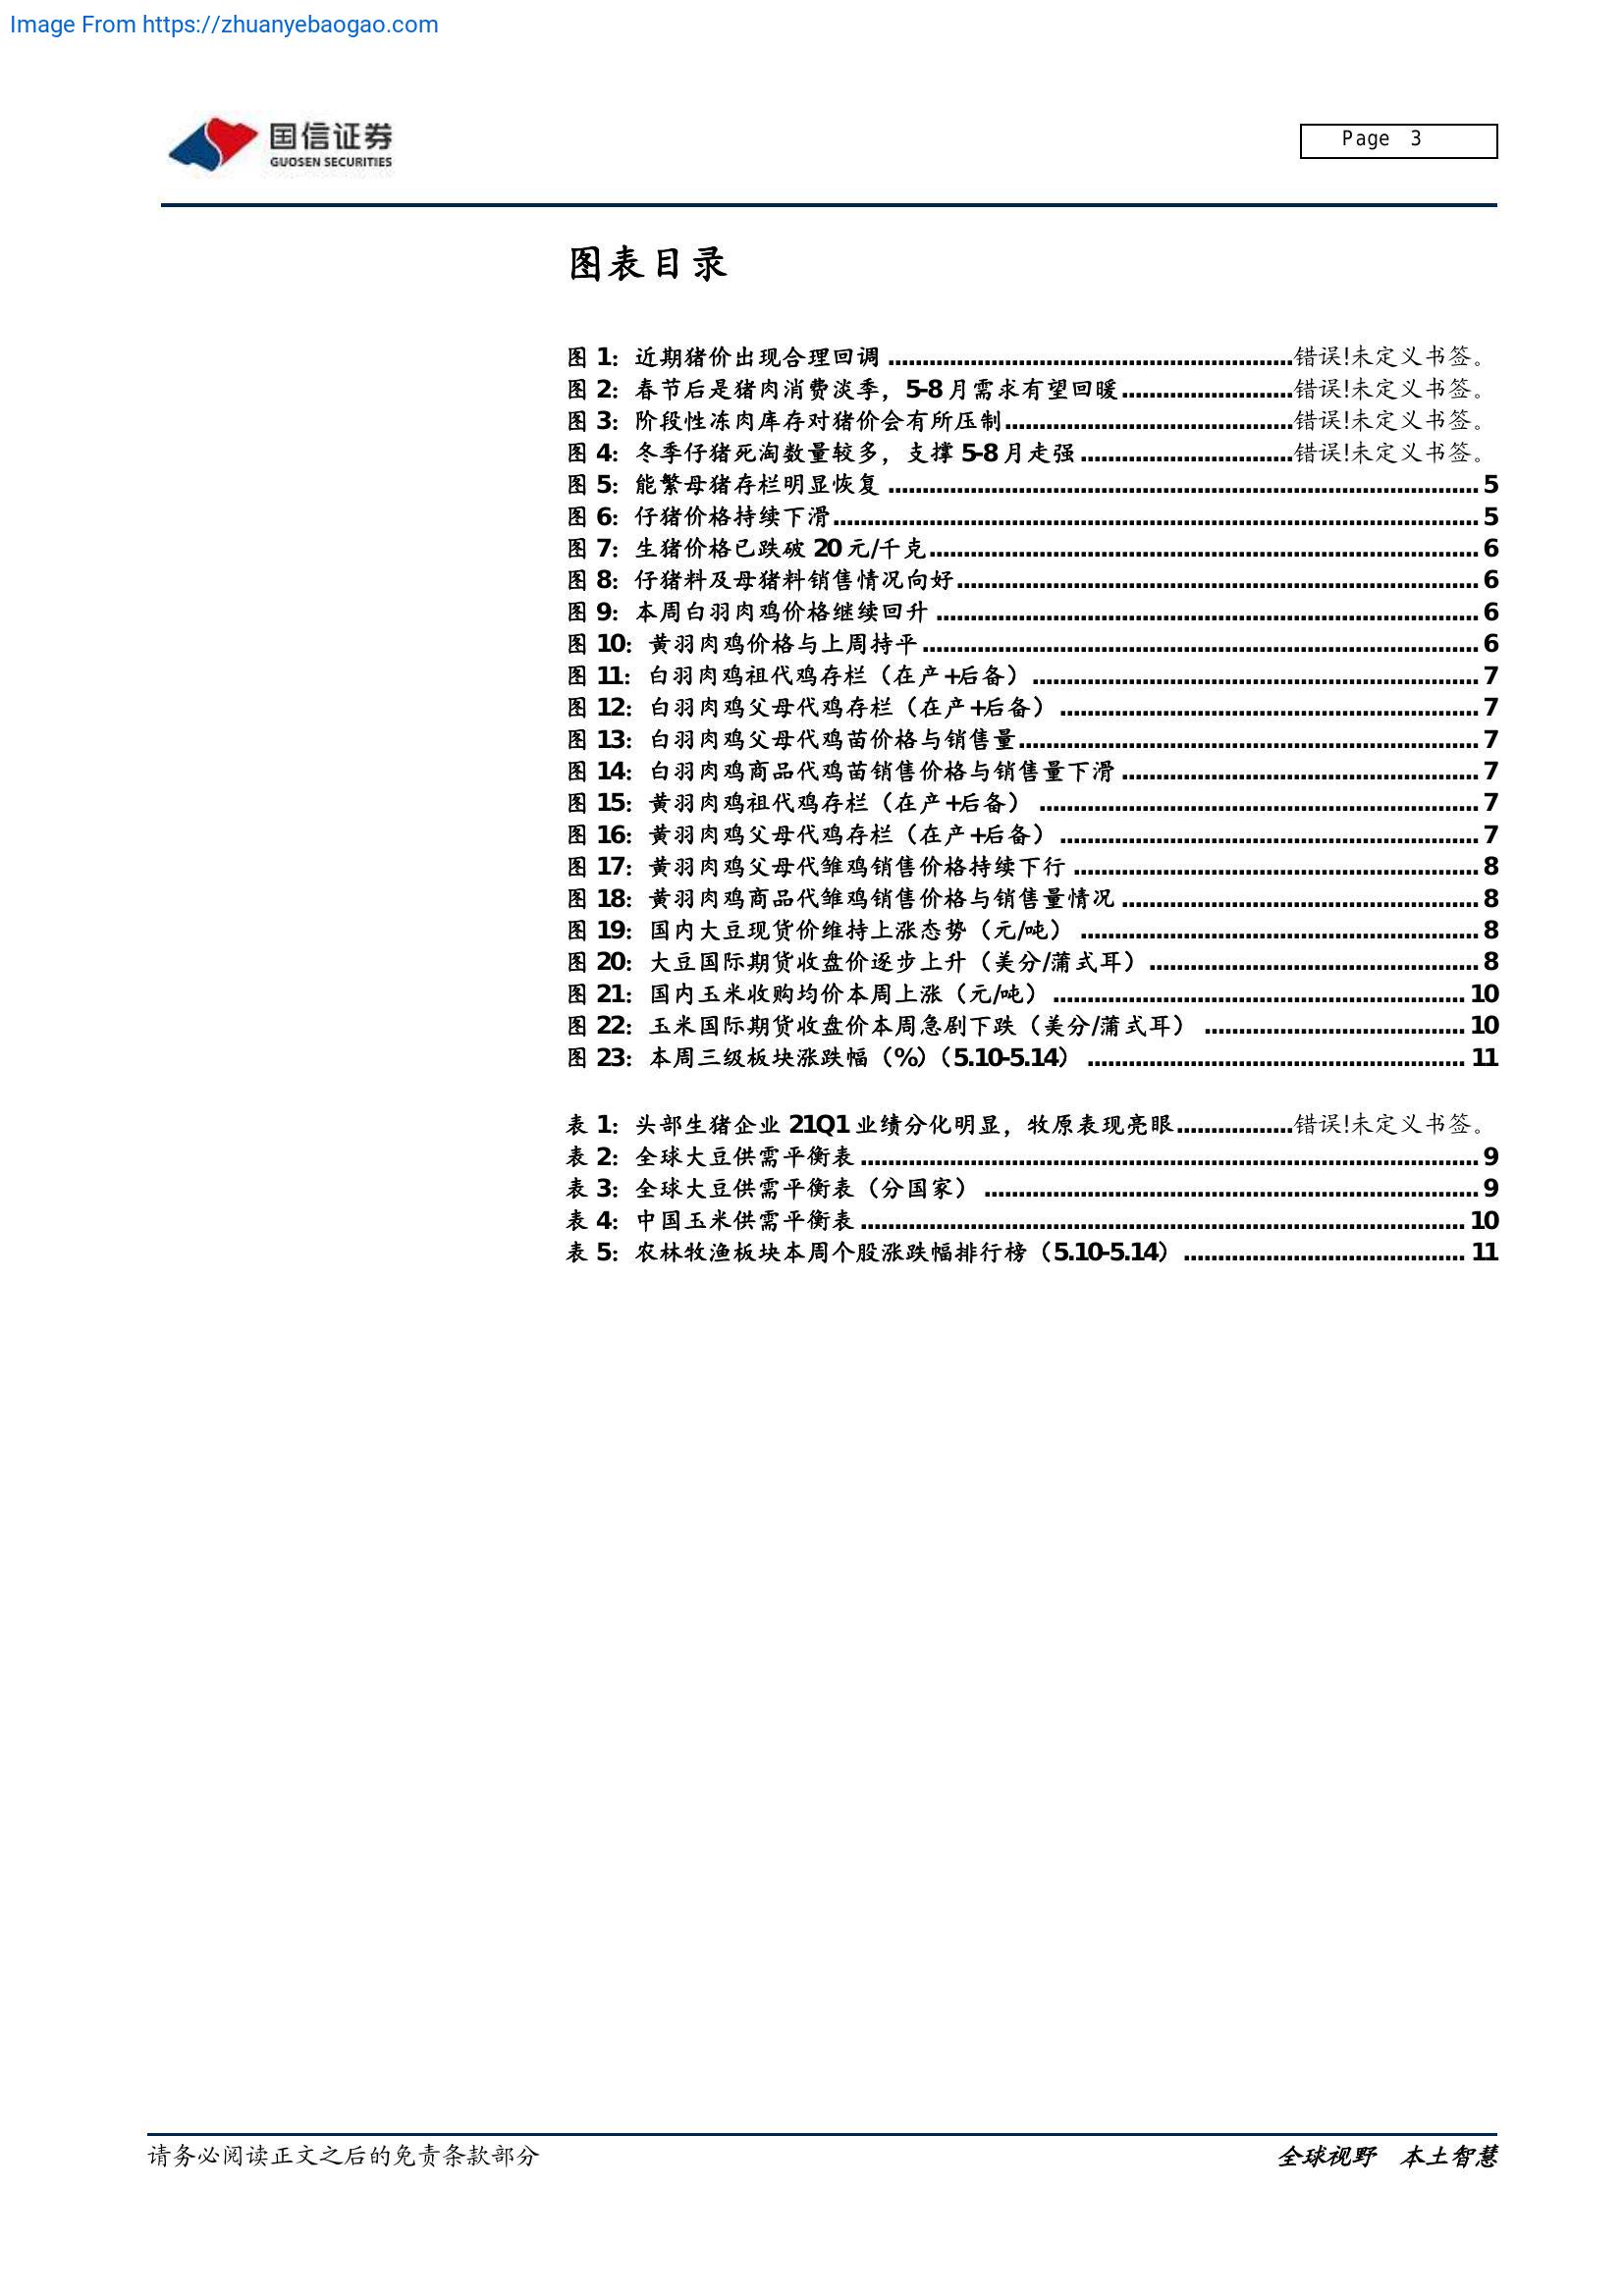 Image From https://zhuanyebaogao.com
国信证券
GUOSEN SECURITIES
Page 3
图表目录
图 1：近期猪价出现合理回调 ..........................................................错误!未定义书签。
图 2：春节后是猪肉消费淡季，5-8 月需求有望回暖.........................错误!未定义书签。
图 3：阶段性冻肉库存对猪价会有所压制..........................................错误!未定义书签。
图 4：冬季仔猪死淘数量较多，支撑 5-8 月走强 ...............................错误!未定义书签。
图 5：能繁母猪存栏明显恢复 ...................................................................................... 5
图 6：仔猪价格持续下滑.............................................................................................. 5
图 7：生猪价格已跌破 20 元/千克................................................................................ 6
图 8：仔猪料及母猪料销售情况向好............................................................................ 6
图 9：本周白羽肉鸡价格继续回升 ............................................................................... 6
图 10：黄羽肉鸡价格与上周持平 ................................................................................. 6
图 11：白羽肉鸡祖代鸡存栏（在产+后备） ................................................................. 7
图 12：白羽肉鸡父母代鸡存栏（在产+后备） ............................................................. 7
图 13：白羽肉鸡父母代鸡苗价格与销售量................................................................... 7
图 14：白羽肉鸡商品代鸡苗销售价格与销售量下滑 .................................................... 7
图 15：黄羽肉鸡祖代鸡存栏（在产+后备） ................................................................ 7
图 16：黄羽肉鸡父母代鸡存栏（在产+后备） ............................................................. 7
图 17：黄羽肉鸡父母代雏鸡销售价格持续下行 ........................................................... 8
图 18：黄羽肉鸡商品代雏鸡销售价格与销售量情况 .................................................... 8
图 19：国内大豆现货价维持上涨态势（元/吨） .......................................................... 8
图 20：大豆国际期货收盘价逐步上升（美分/蒲式耳） ................................................ 8
图 21：国内玉米收购均价本周上涨（元/吨） ............................................................ 10
图 22：玉米国际期货收盘价本周急剧下跌（美分/蒲式耳） ...................................... 10
图 23：本周三级板块涨跌幅（%）（5.10-5.14） ....................................................... 11
表 1：头部生猪企业 21Q1 业绩分化明显，牧原表现亮眼.................错误!未定义书签。
表 2：全球大豆供需平衡表 .......................................................................................... 9
表 3：全球大豆供需平衡表（分国家） ........................................................................ 9
表 4：中国玉米供需平衡表 ........................................................................................ 10
表 5：农林牧渔板块本周个股涨跌幅排行榜（5.10-5.14）......................................... 11
请务必阅读正文之后的免责条款部分
全球视野 本土智慧